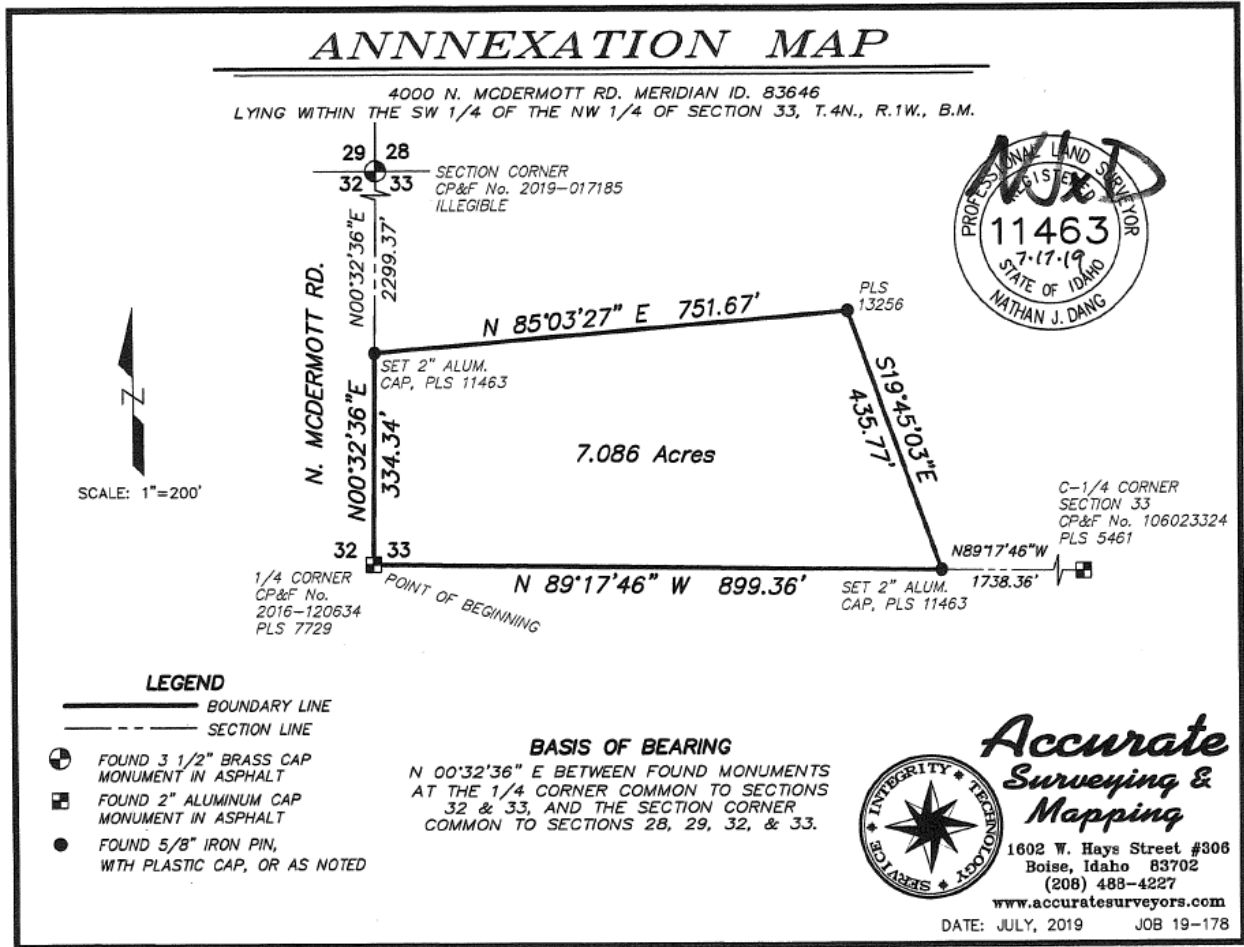 ANNNEXATION MAP
4000 N. MCDERMOTT RD. MERIDIAN ID. 83646
LYING WITHIN THE SW 1/4 OF THE NW 1/4 OF SECTION 33, T.4N., R.1W., B.M.
29 28
32 33
SECTION CORNER
CP&F No. 2019-017185
ILLEGIBLE
PROFESSIONAL LAND SURVEYOR
REGISTERED
11463
7-17-19
STATE OF IDAHO
NATHAN J. DANG
N. MCDERMOTT RD.
N00°32'36"E
2299.37'
N 85°03'27" E 751.67'
PLS
13256
SET 2" ALUM.
CAP, PLS 11463
N00°32'36"E
334.34'
7.086 Acres
S19°45'03"E
435.77'
N
SCALE: 1"=200'
C-1/4 CORNER
SECTION 33
CP&F No. 106023324
PLS 5461
N89°17'46"W
1738.36'
32 33
1/4 CORNER
CP&F No.
2016-120634
PLS 7729
POINT OF BEGINNING
N 89°17'46" W 899.36'
SET 2" ALUM.
CAP, PLS 11463
LEGEND
BOUNDARY LINE
SECTION LINE
FOUND 3 1/2" BRASS CAP
MONUMENT IN ASPHALT
FOUND 2" ALUMINUM CAP
MONUMENT IN ASPHALT
FOUND 5/8" IRON PIN,
WITH PLASTIC CAP, OR AS NOTED
BASIS OF BEARING
N 00°32'36" E BETWEEN FOUND MONUMENTS
AT THE 1/4 CORNER COMMON TO SECTIONS
32 & 33, AND THE SECTION CORNER
COMMON TO SECTIONS 28, 29, 32, & 33.
INTEGRITY TECHNOLOGY SERVICE
Accurate
Surveying &
Mapping
1602 W. Hays Street #306
Boise, Idaho 83702
(208) 488-4227
www.accuratesurveyors.com
DATE: JULY, 2019 JOB 19-178